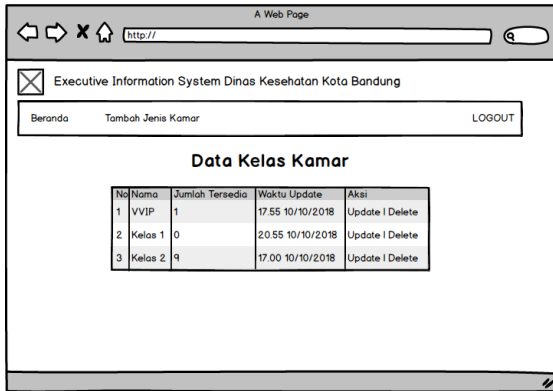 A Web Page
http://
Executive Information System Dinas Kesehatan Kota Bandung
Beranda Tambah Jenis Kamar LOGOUT
Data Kelas Kamar
No Nama Jumlah Tersedia Waktu Update Aksi
1 VVIP 1 17.55 10/10/2018 Update | Delete
2 Kelas 1 0 20.55 10/10/2018 Update | Delete
3 Kelas 2 9 17.00 10/10/2018 Update | Delete